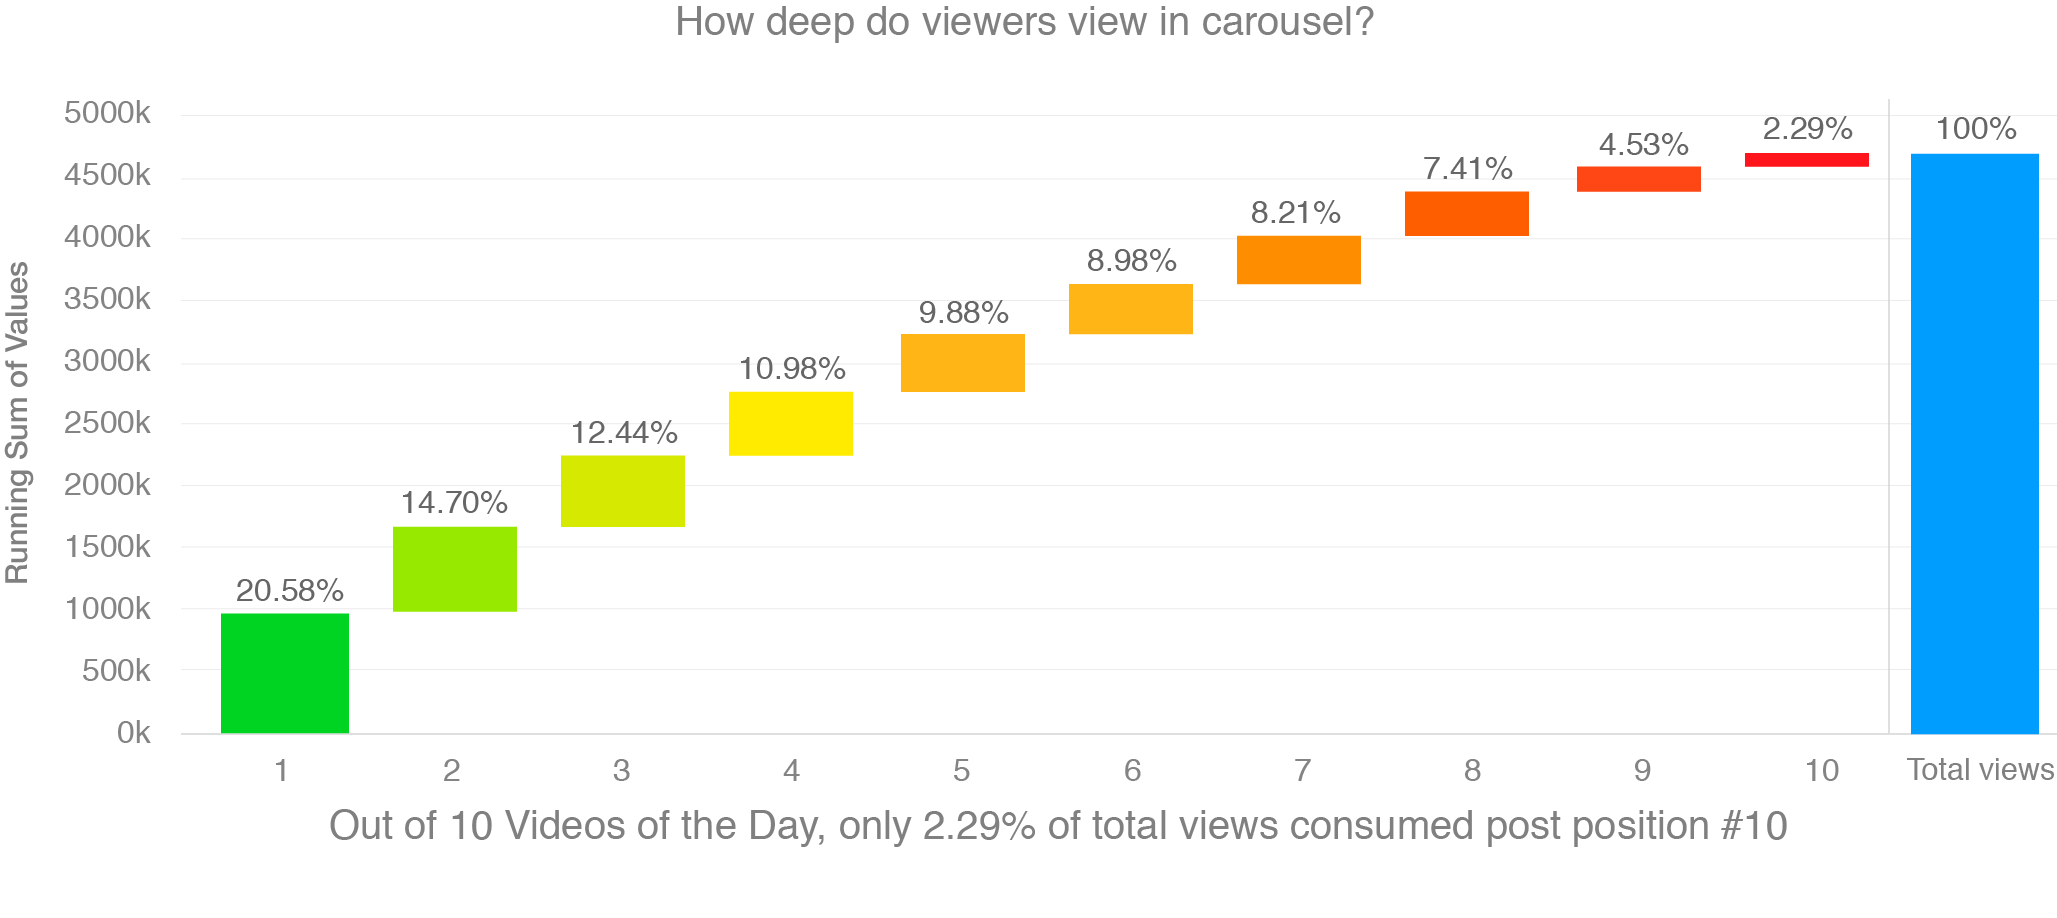 How deep do viewers view in carousel?
Running Sum of Values
5000k
4500k
4000k
3500k
3000k
2500k
2000k
1500k
1000k
500k
0k
20.58%
14.70%
12.44%
10.98%
9.88%
8.98%
8.21%
7.41%
4.53%
2.29%
100%
1 2 3 4 5 6 7 8 9 10 Total views
Out of 10 Videos of the Day, only 2.29% of total views consumed post position #10